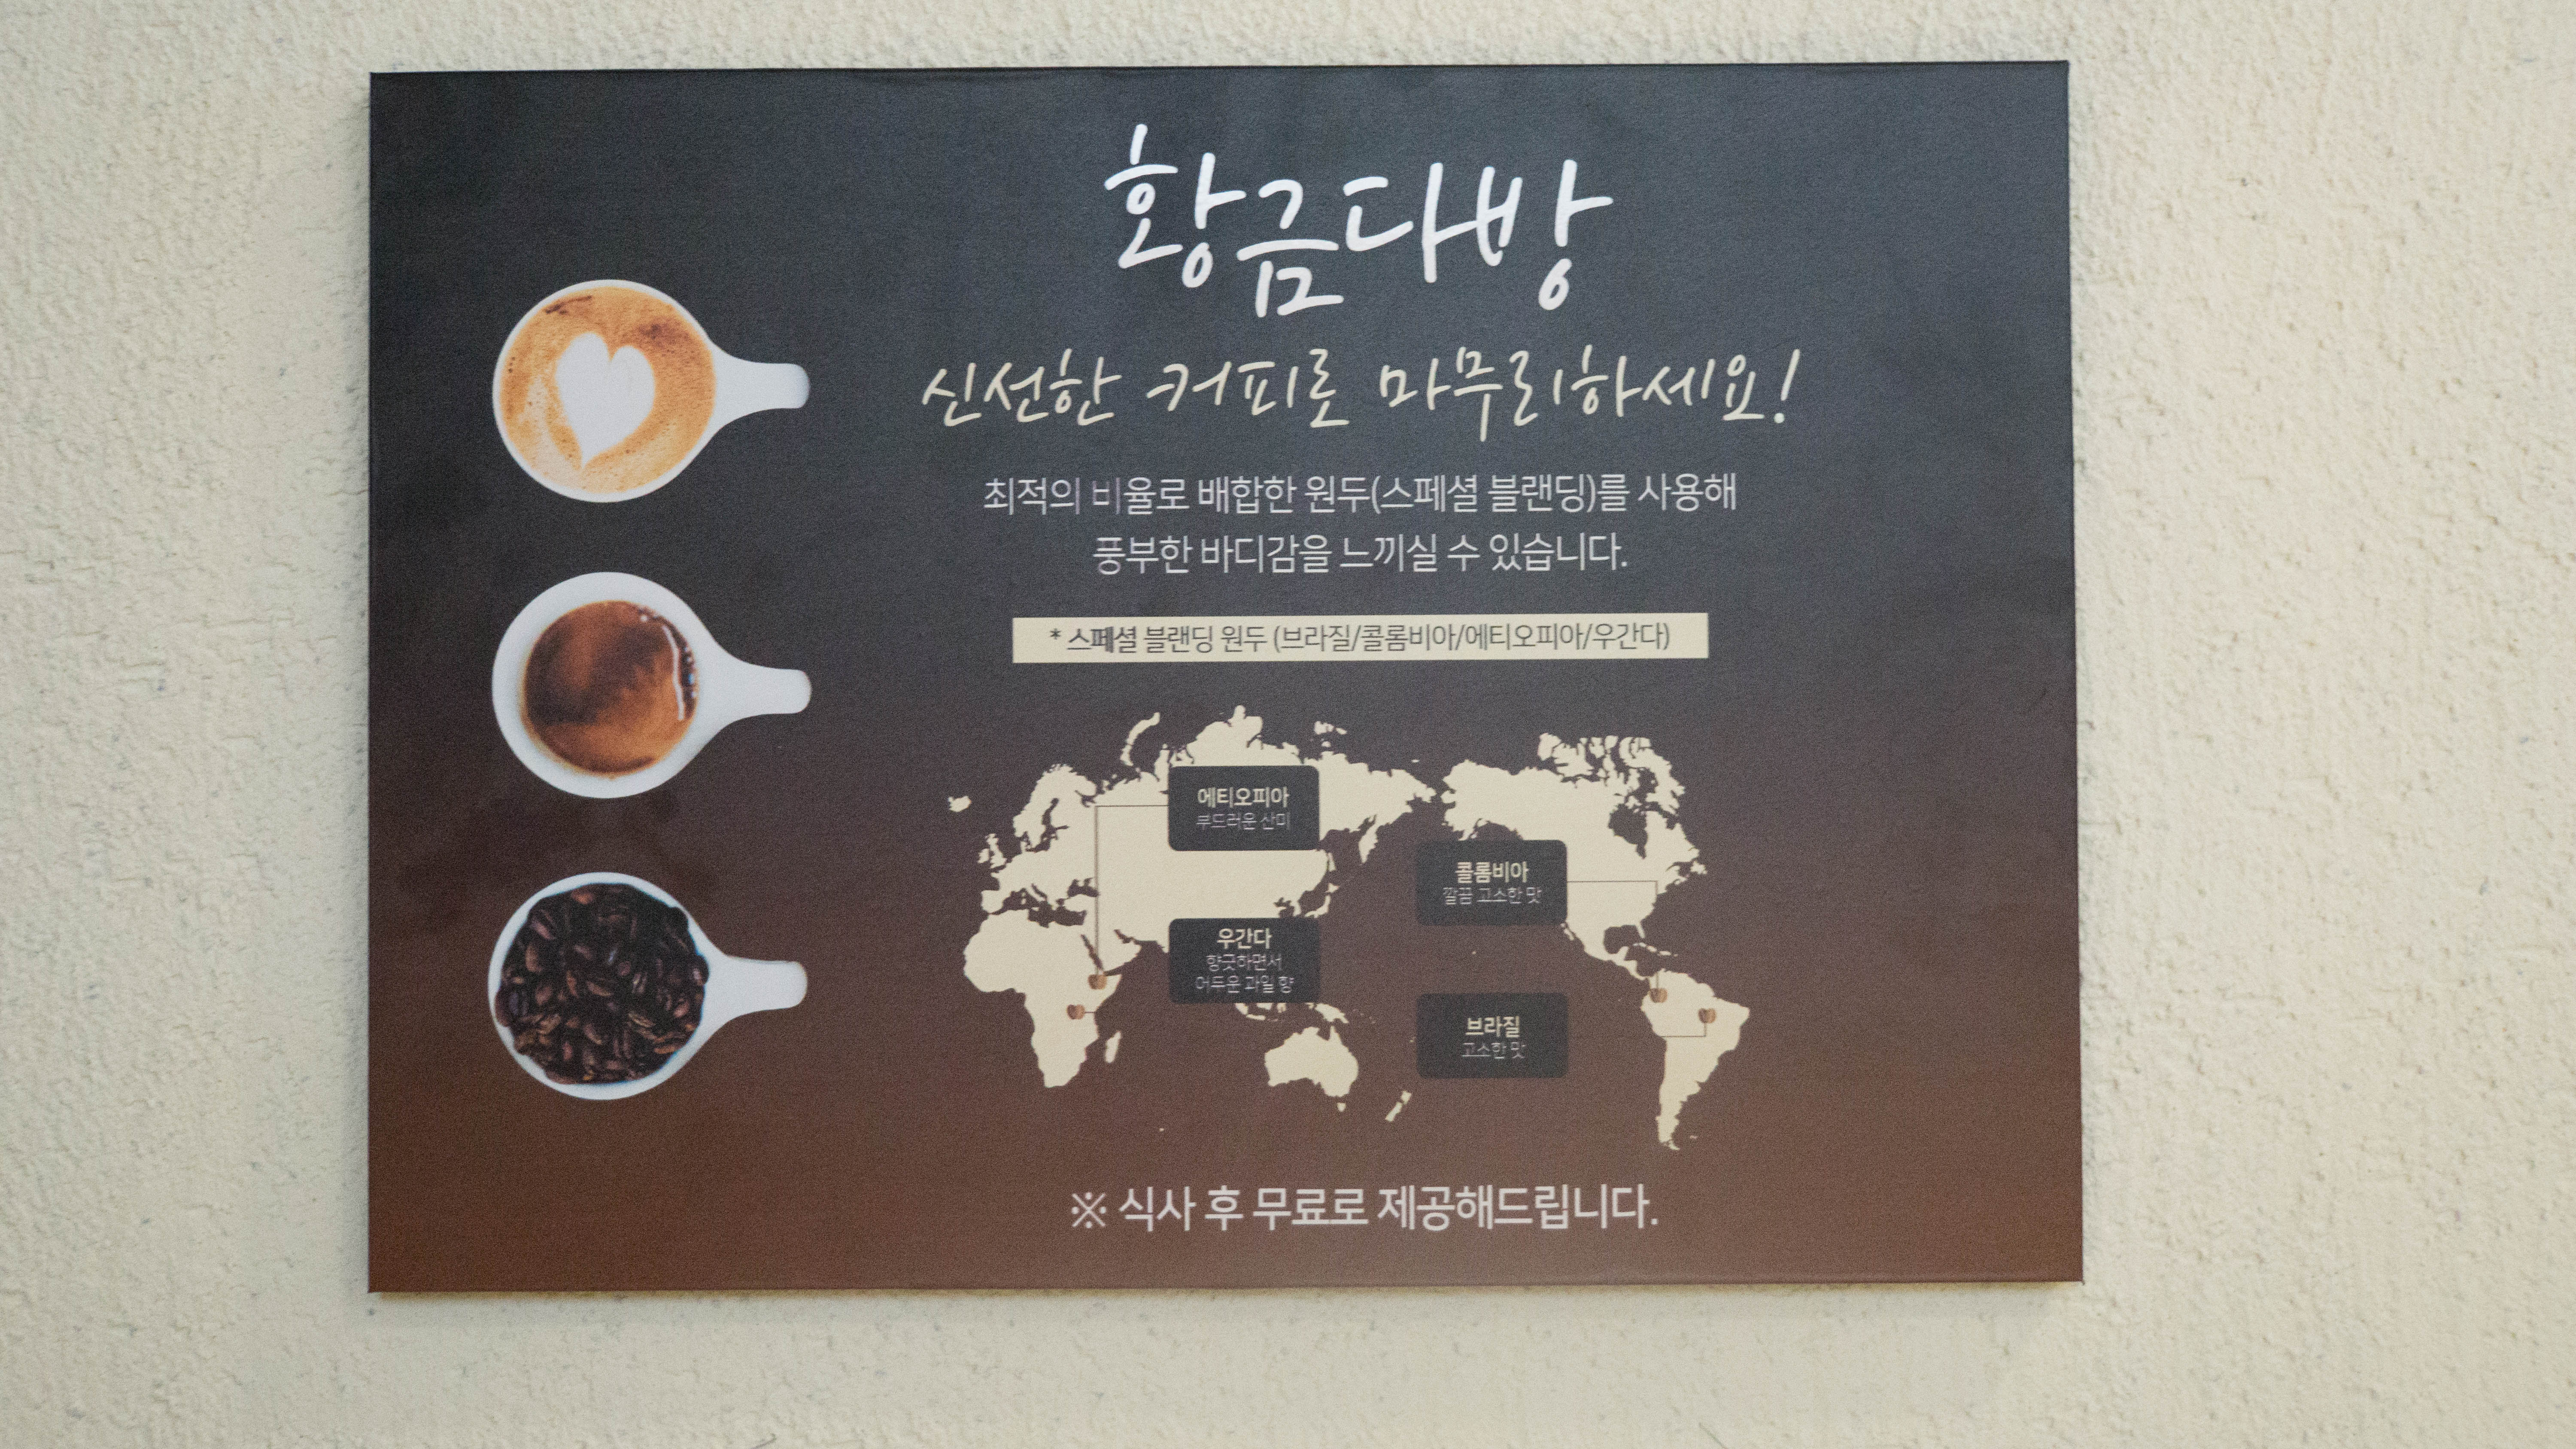 황금다방
신선한 커피로 마무리하세요!
최적의 비율로 배합한 원두(스페셜 블랜딩)를 사용해
풍부한 바디감을 느끼실 수 있습니다.
* 스페셜 블랜딩 원두 (브라질/콜롬비아/에티오피아/우간다)
에티오피아
부드러운 산미
콜롬비아
깔끔 고소한 맛
우간다
향긋하면서
어두운 과일 향
브라질
고소한 맛
※ 식사 후 무료로 제공해드립니다.